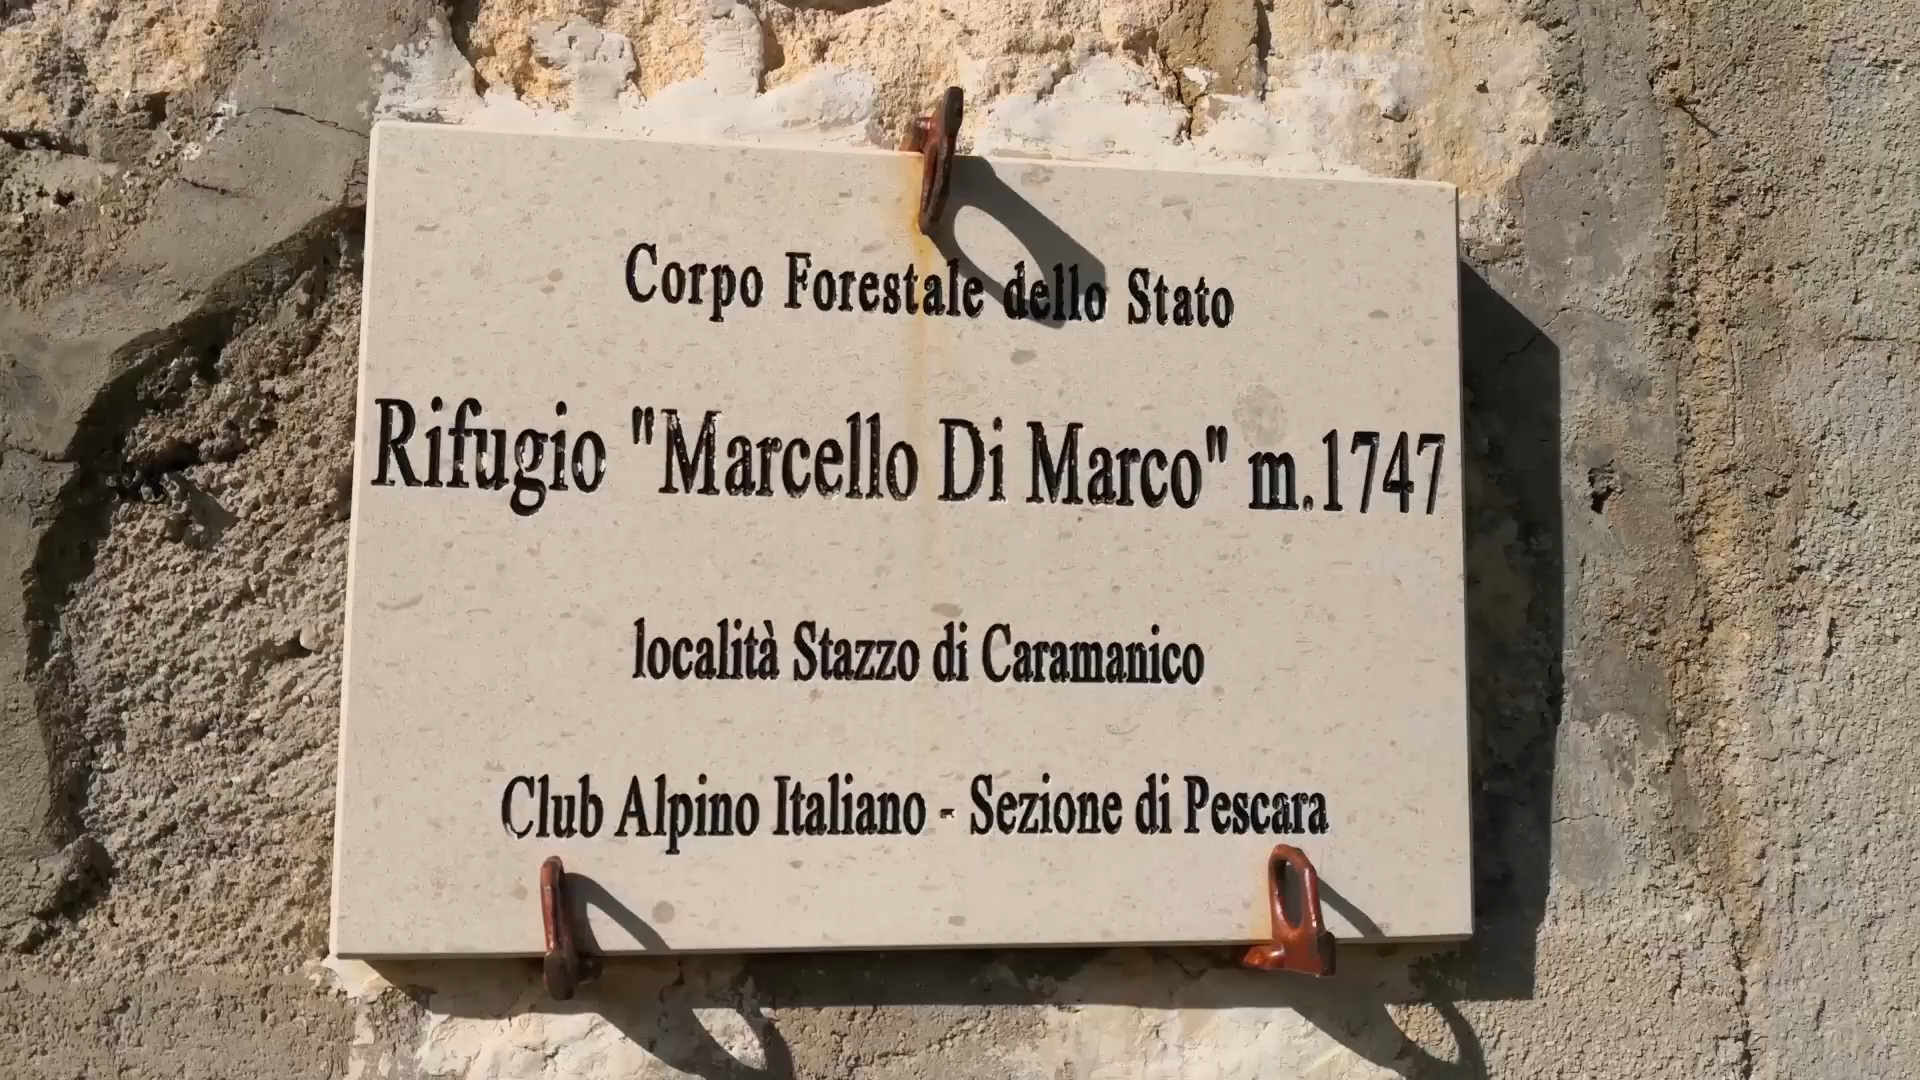 Corpo Forestale dello Stato
Rifugio "Marcello Di Marco" m.1747
località Stazzo di Caramanico
Club Alpino Italiano - Sezione di Pescara